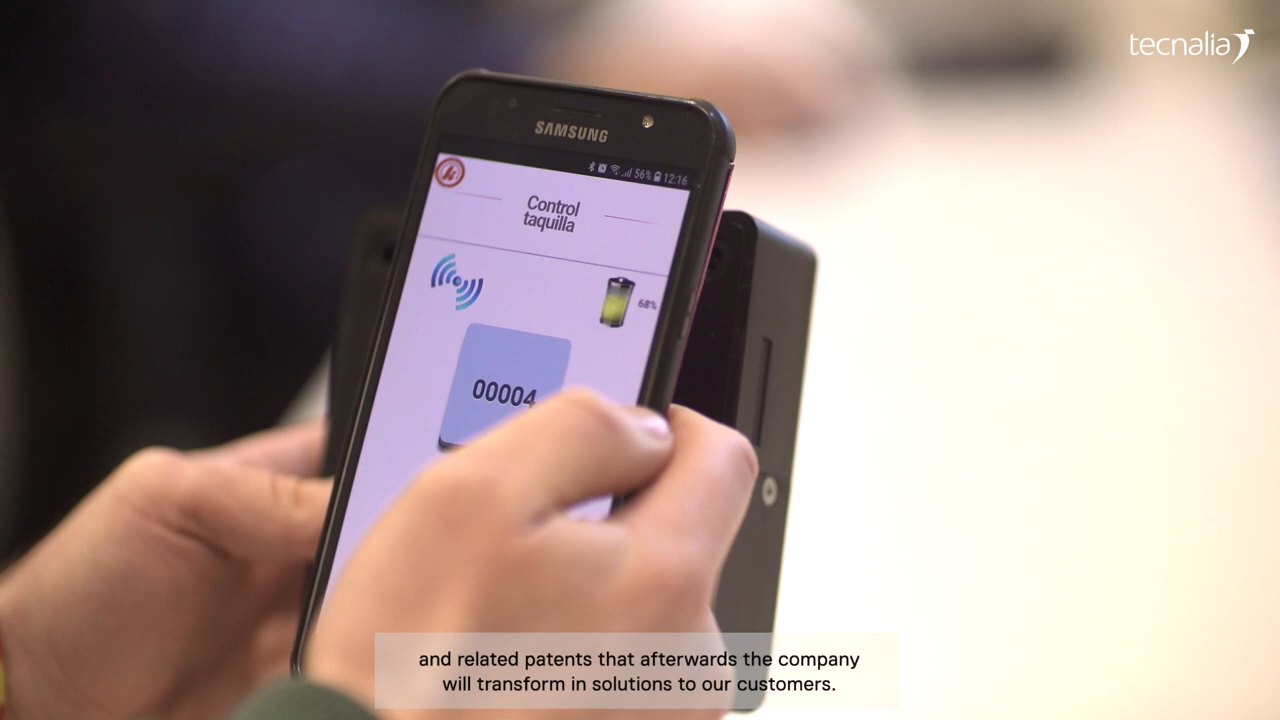 tecnalia
SAMSUNG
56% 12:16
Control
taquilla
68%
00004
and related patents that afterwards the company
will transform in solutions to our customers.